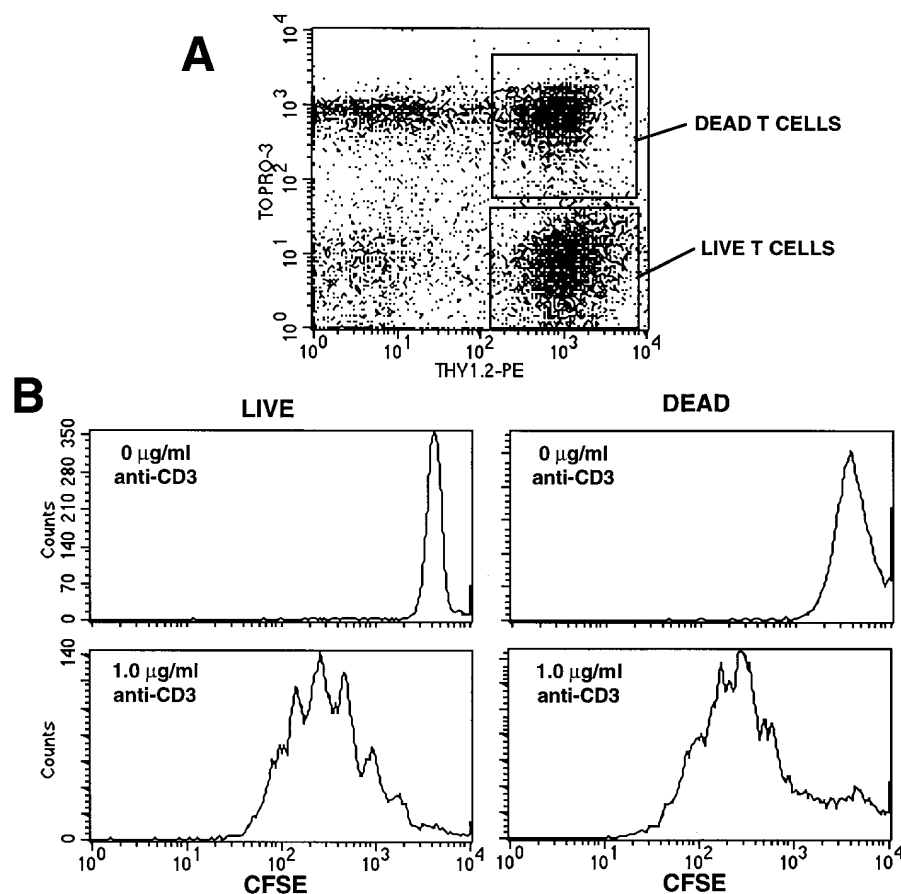 A
10^4
10^3
10^2
10^1
10^0
TOPRO-3
10^0 10^1 10^2 10^3 10^4
THY1.2-PE
DEAD T CELLS
LIVE T CELLS
B
LIVE
DEAD
350
280
210
140
70
0
Counts
0 µg/ml
anti-CD3
0 µg/ml
anti-CD3
140
0
Counts
1.0 µg/ml
anti-CD3
1.0 µg/ml
anti-CD3
10^0 10^1 10^2 10^3 10^4
CFSE
10^0 10^1 10^2 10^3 10^4
CFSE